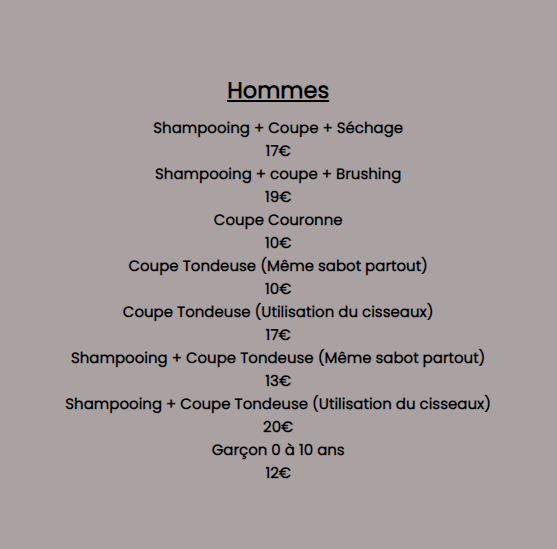 Hommes
Shampooing + Coupe + Séchage
17€
Shampooing + coupe + Brushing
19€
Coupe Couronne
10€
Coupe Tondeuse (Même sabot partout)
10€
Coupe Tondeuse (Utilisation du cisseaux)
17€
Shampooing + Coupe Tondeuse (Même sabot partout)
13€
Shampooing + Coupe Tondeuse (Utilisation du cisseaux)
20€
Garçon 0 à 10 ans
12€